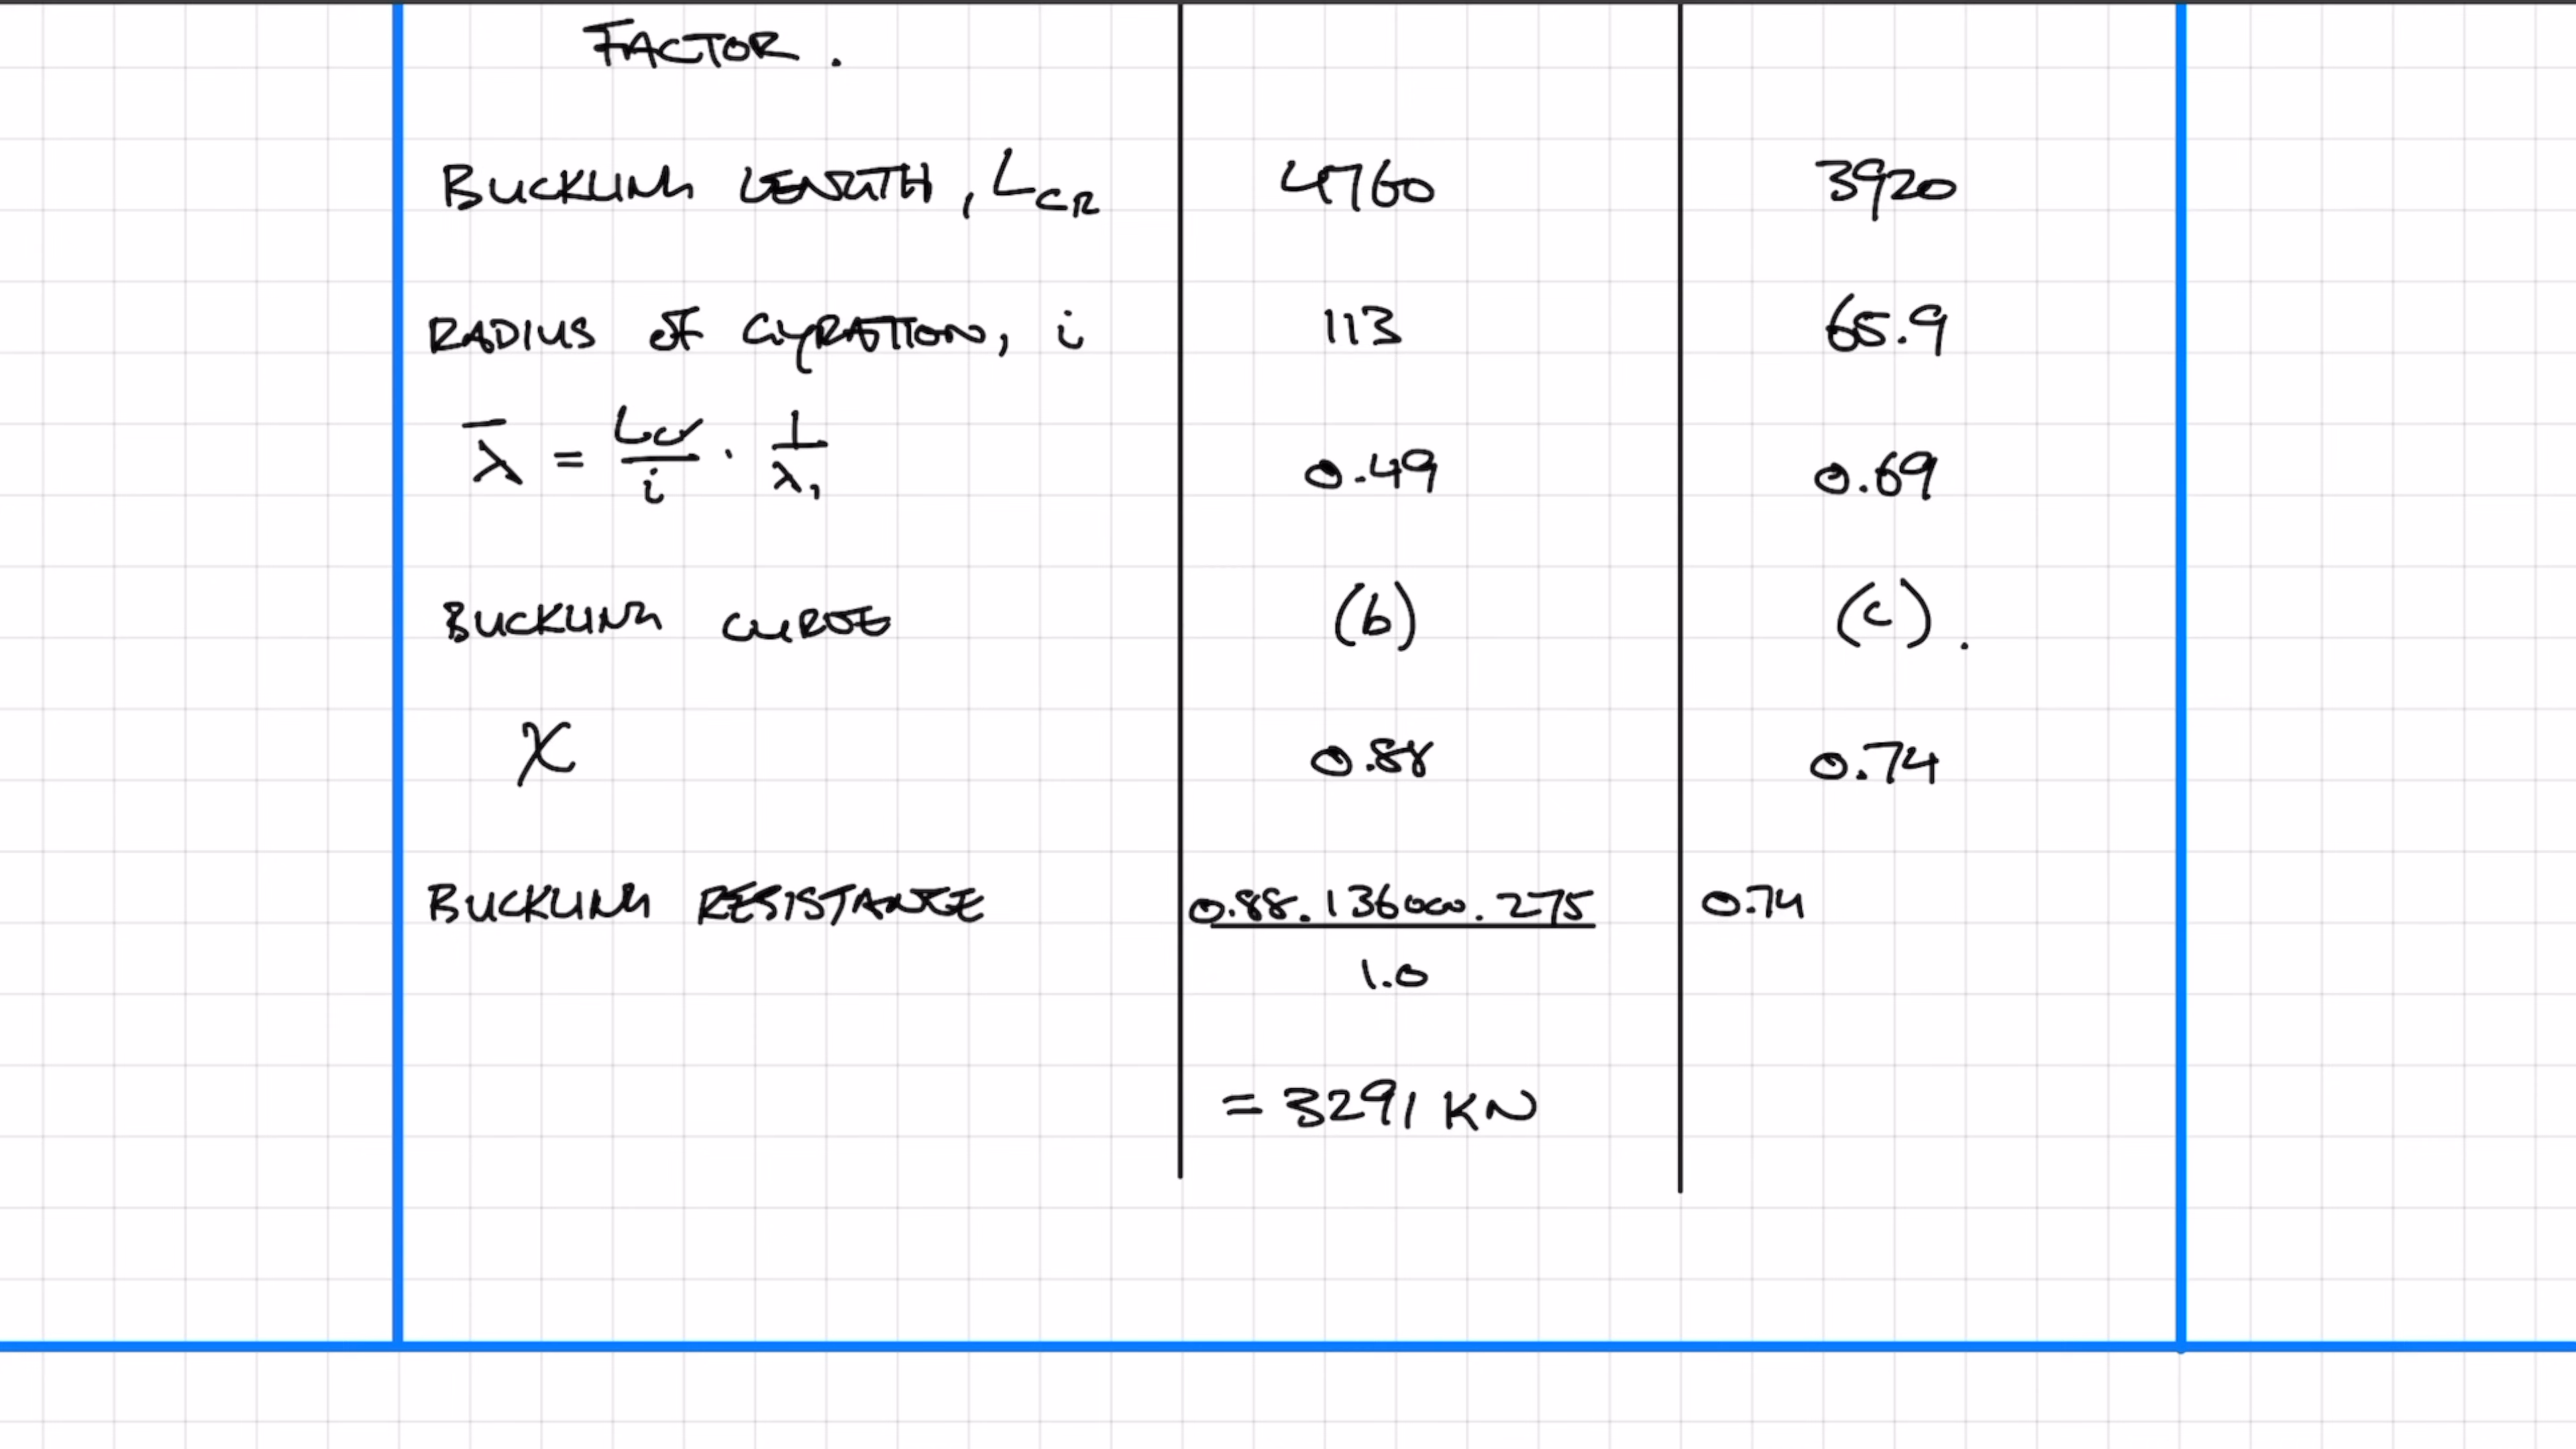 FACTOR.
BUCKLING LENGTH, LCR 4760 3920
RADIUS OF GYRATION, i 113 65.9
λ̅ = Lcr/i · 1/λ₁ 0.49 0.69
BUCKLING CURVE (b) (c).
χ 0.88 0.74
BUCKLING RESISTANCE 0.88.136000.275 0.74
1.0
= 3291 KN